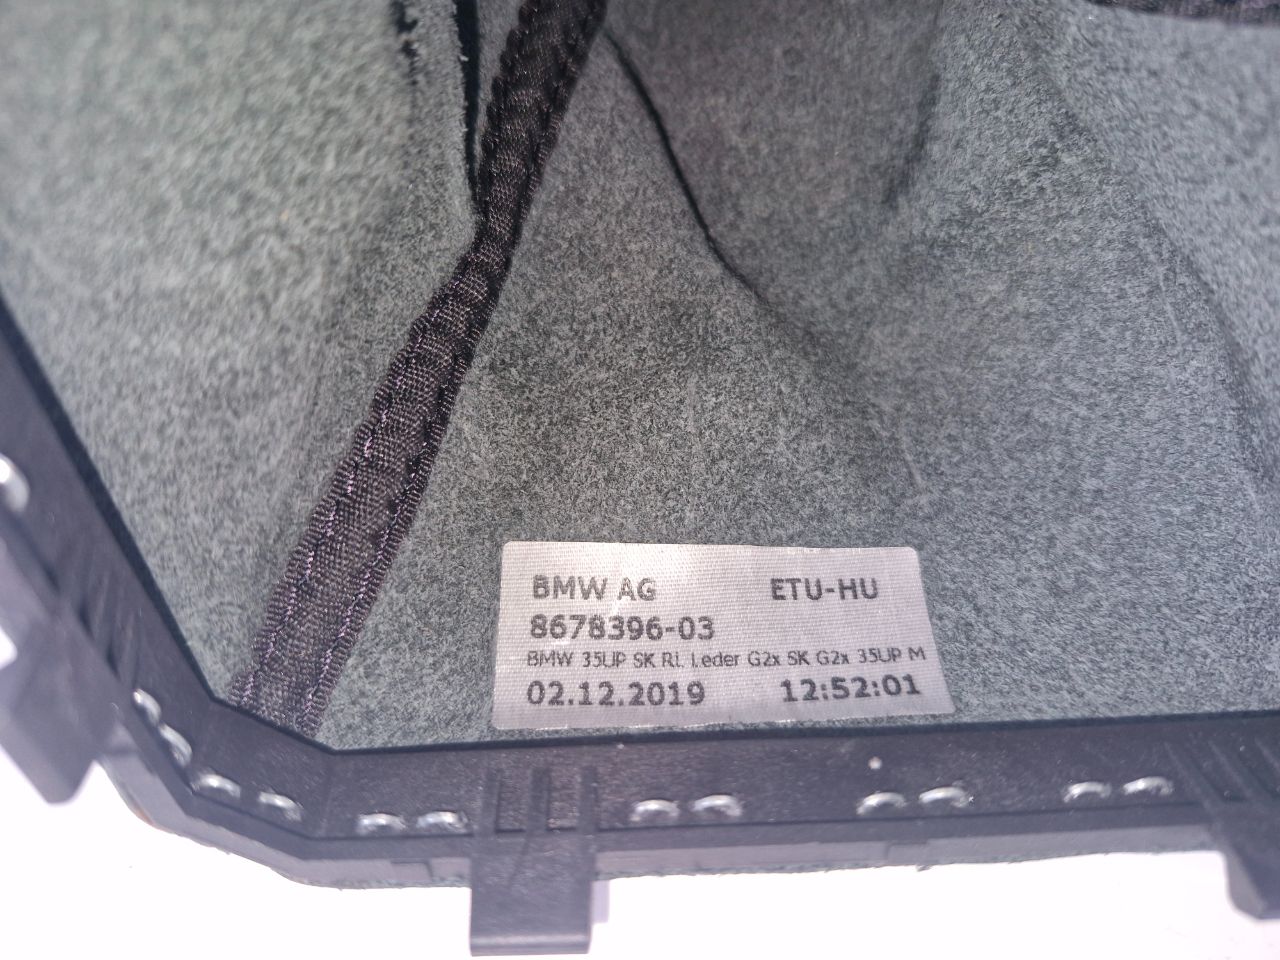 BMW AG ETU-HU
8678396-03
BMW 35UP SK RL Leder G2x SK G2x 35UP M
02.12.2019 12:52:01